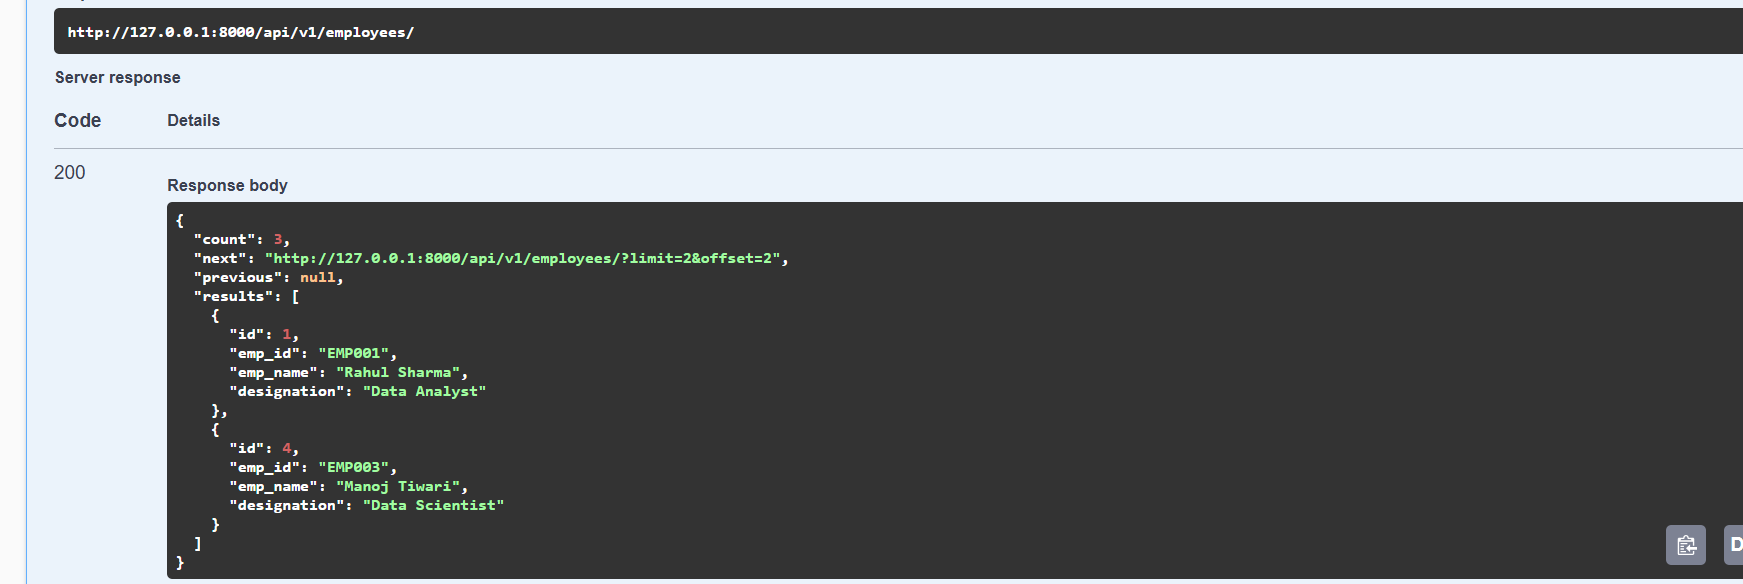 http://127.0.0.1:8000/api/v1/employees/
Server response
Code Details
200
Response body
{
  "count": 3,
  "next": "http://127.0.0.1:8000/api/v1/employees/?limit=2&offset=2",
  "previous": null,
  "results": [
    {
      "id": 1,
      "emp_id": "EMP001",
      "emp_name": "Rahul Sharma",
      "designation": "Data Analyst"
    },
    {
      "id": 4,
      "emp_id": "EMP003",
      "emp_name": "Manoj Tiwari",
      "designation": "Data Scientist"
    }
  ]
}